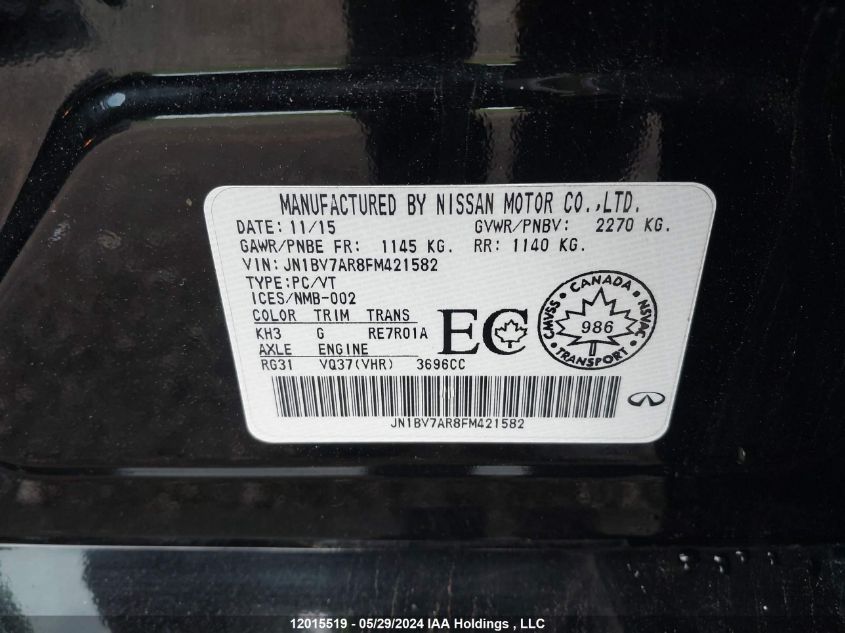 MANUFACTURED BY NISSAN MOTOR CO.,LTD.
DATE: 11/15 GVWR/PNBV: 2270 KG.
GAWR/PNBE FR: 1145 KG. RR: 1140 KG.
VIN: JN1BV7AR8FM421582
TYPE:PC/VT
ICES/NMB-002
COLOR TRIM TRANS
KH3 G RE7R01A
AXLE ENGINE
RG31 VQ37(VHR) 3696CC
EC
CANADA
CMVSS 986 NSVAC
TRANSPORT
JN1BV7AR8FM421582
12015519 - 05/29/2024 IAA Holdings , LLC